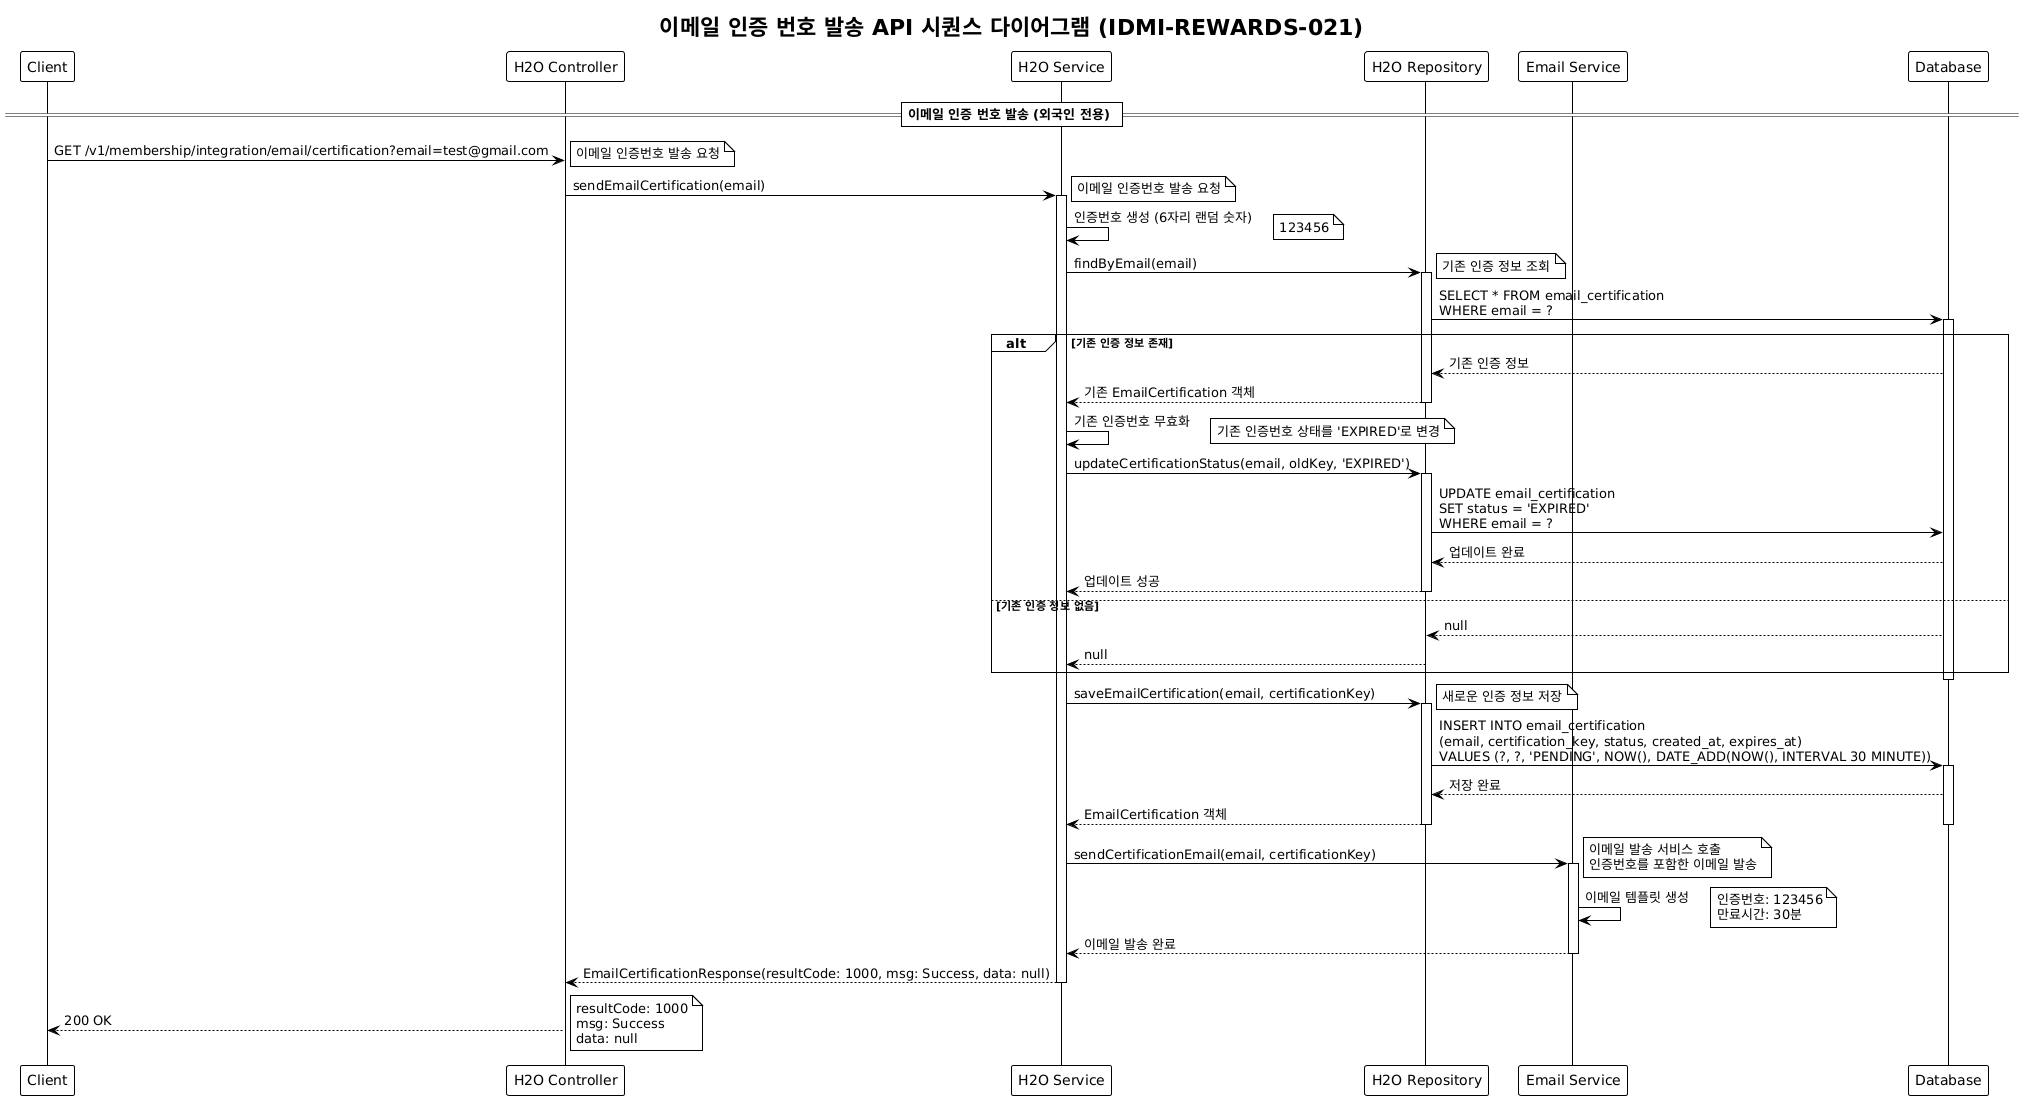 이메일 인증 번호 발송 API 시퀀스 다이어그램 (IDMI-REWARDS-021)
Client
H2O Controller
H2O Service
H2O Repository
Email Service
Database
이메일 인증 번호 발송 (외국인 전용)
GET /v1/membership/integration/email/certification?email=test@gmail.com
이메일 인증번호 발송 요청
sendEmailCertification(email)
이메일 인증번호 발송 요청
인증번호 생성 (6자리 랜덤 숫자)
123456
findByEmail(email)
기존 인증 정보 조회
SELECT * FROM email_certification
WHERE email = ?
alt
[기존 인증 정보 존재]
기존 인증 정보
기존 EmailCertification 객체
기존 인증번호 무효화
기존 인증번호 상태를 'EXPIRED'로 변경
updateCertificationStatus(email, oldKey, 'EXPIRED')
UPDATE email_certification
SET status = 'EXPIRED'
WHERE email = ?
업데이트 완료
업데이트 성공
[기존 인증 정보 없음]
null
null
saveEmailCertification(email, certificationKey)
새로운 인증 정보 저장
INSERT INTO email_certification
(email, certification_key, status, created_at, expires_at)
VALUES (?, ?, 'PENDING', NOW(), DATE_ADD(NOW(), INTERVAL 30 MINUTE))
저장 완료
EmailCertification 객체
sendCertificationEmail(email, certificationKey)
이메일 발송 서비스 호출
인증번호를 포함한 이메일 발송
이메일 템플릿 생성
인증번호: 123456
만료시간: 30분
이메일 발송 완료
EmailCertificationResponse(resultCode: 1000, msg: Success, data: null)
200 OK
resultCode: 1000
msg: Success
data: null
Client
H2O Controller
H2O Service
H2O Repository
Email Service
Database